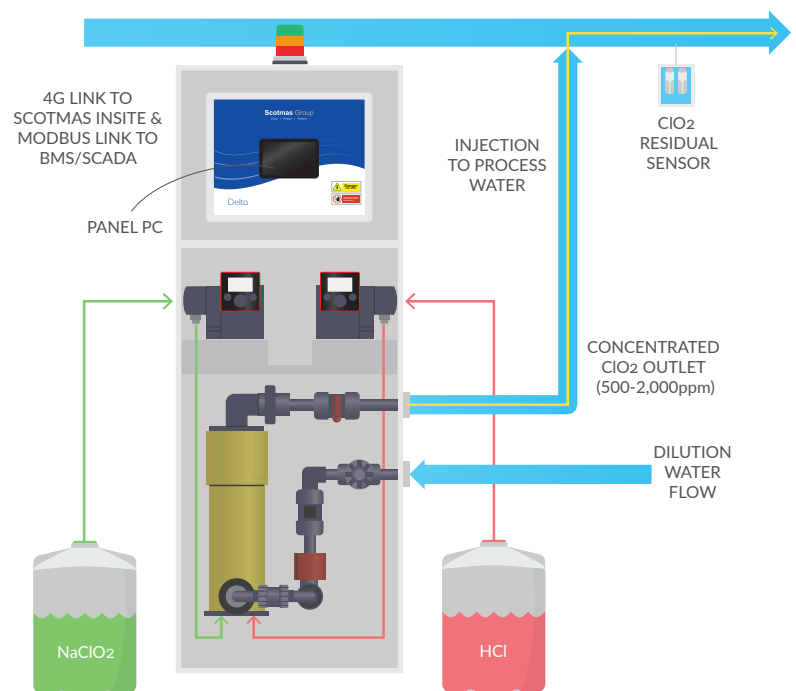 4G LINK TO
SCOTMAS INSITE &
MODBUS LINK TO
BMS/SCADA
PANEL PC
Scotmas Group
Delta
INJECTION
TO PROCESS
WATER
ClO2
RESIDUAL
SENSOR
CONCENTRATED
ClO2 OUTLET
(500-2,000ppm)
DILUTION
WATER
FLOW
NaClO2
HCl